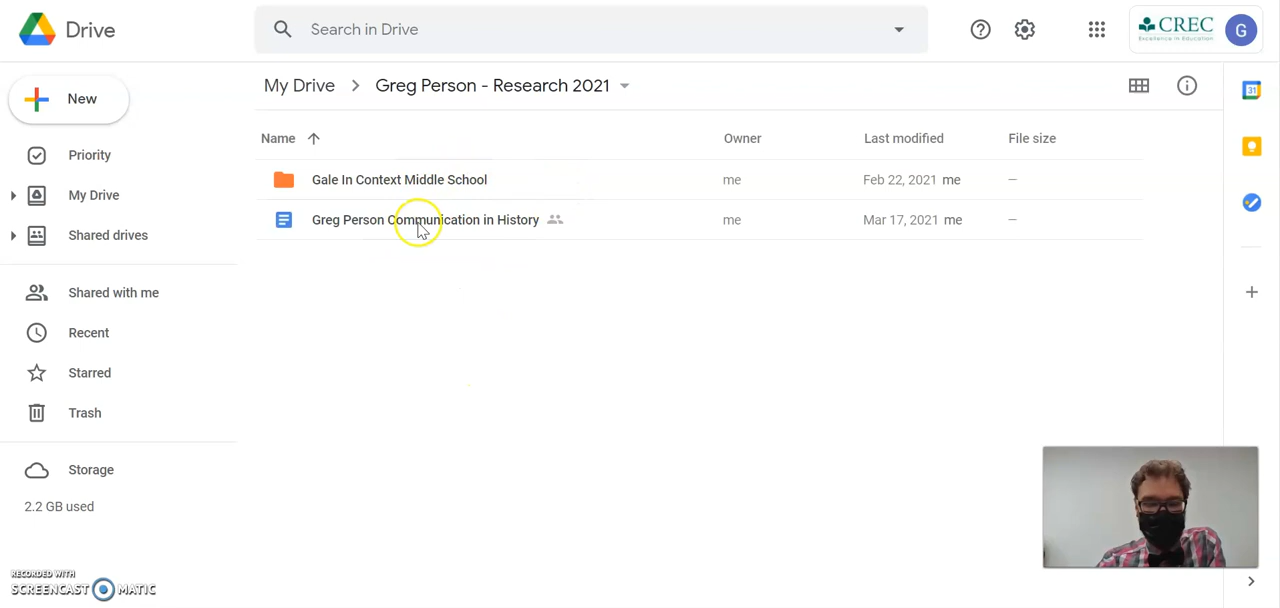 Drive
Search in Drive
CREC
Excellence in Education
G
New
My Drive
Greg Person - Research 2021
31
Name
Owner
Last modified
File size
Priority
Gale In Context Middle School
me
Feb 22, 2021 me
–
My Drive
Greg Person Communication in History
me
Mar 17, 2021 me
–
Shared drives
Shared with me
Recent
Starred
Trash
Storage
2.2 GB used
RECORDED WITH
SCREENCAST MATIC